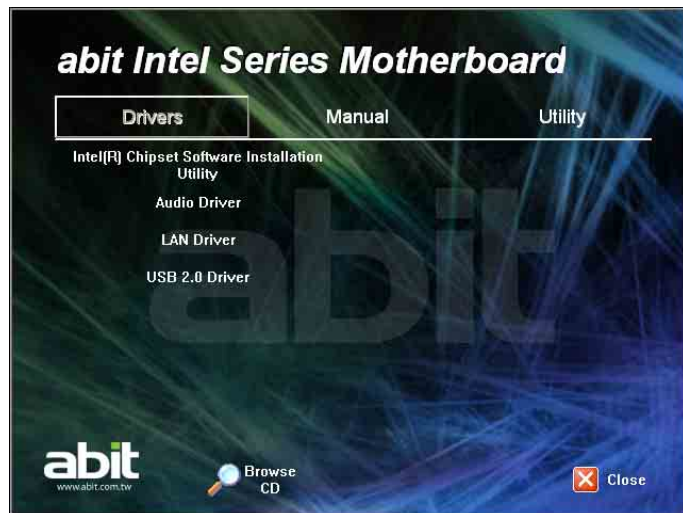 abit Intel Series Motherboard
Drivers
Manual
Utility
Intel(R) Chipset Software Installation
Utility
Audio Driver
LAN Driver
USB 2.0 Driver
abit
abit
www.abit.com.tw
Browse
CD
Close